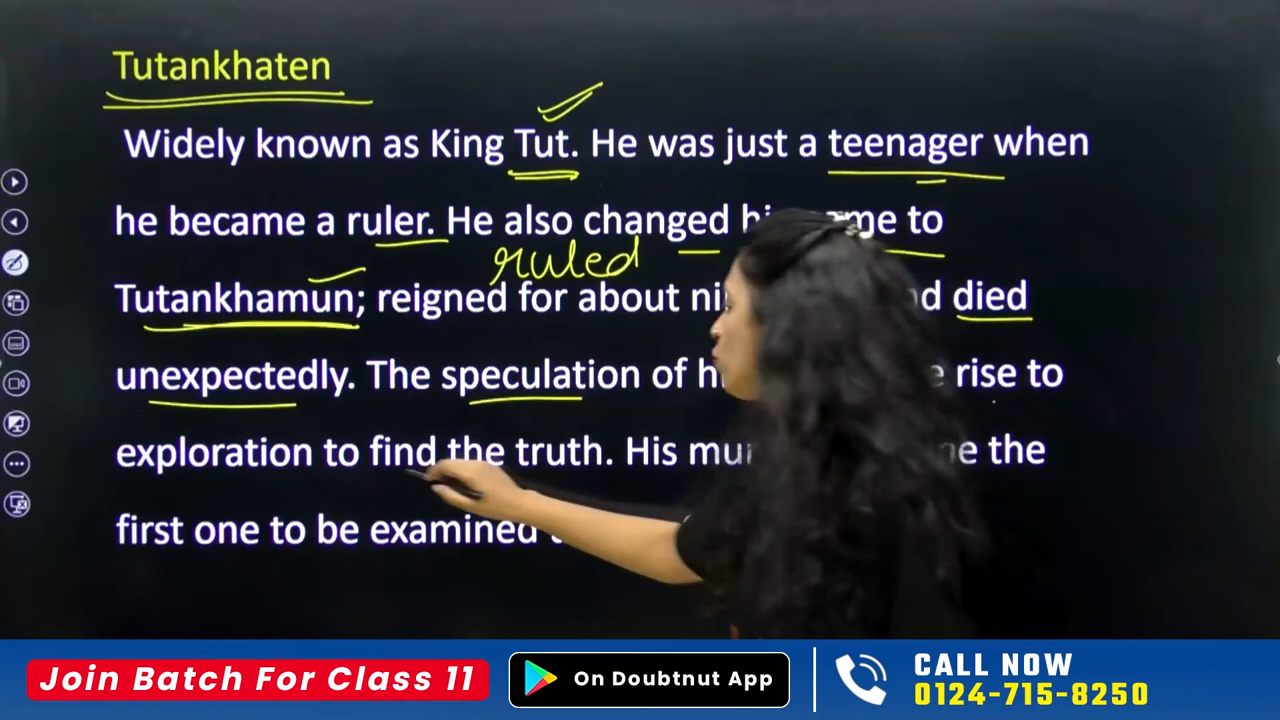 Tutankhaten
Widely known as King Tut. He was just a teenager when
he became a ruler. He also changed to
ruled
Tutankhamun; reigned for about died
unexpectedly. The speculation of rise to
exploration to find the truth. His the
first one to be examined
Join Batch For Class 11
On Doubtnut App
CALL NOW
0124-715-8250